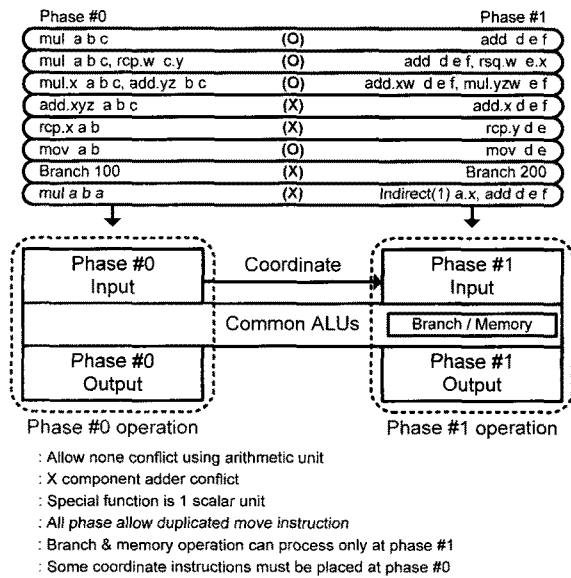 Phase #0 Phase #1
mul a b c (O) add d e f
mul a b c, rcp.w c.y (O) add d e f, rsq.w e.x
mul.x a b c, add.yz b c (O) add.xw d e f, mul.yzw e f
add.xyz a b c (X) add.x d e f
rcp.x a b (X) rcp.y d e
mov a b (O) mov d e
Branch 100 (X) Branch 200
mul a b a (X) Indirect(1) a.x, add d e f
Phase #0 Input
Coordinate
Phase #1 Input
Common ALUs
Branch / Memory
Phase #0 Output
Phase #1 Output
Phase #0 operation Phase #1 operation
: Allow none conflict using arithmetic unit
: X component adder conflict
: Special function is 1 scalar unit
: All phase allow duplicated move instruction
: Branch & memory operation can process only at phase #1
: Some coordinate instructions must be placed at phase #0